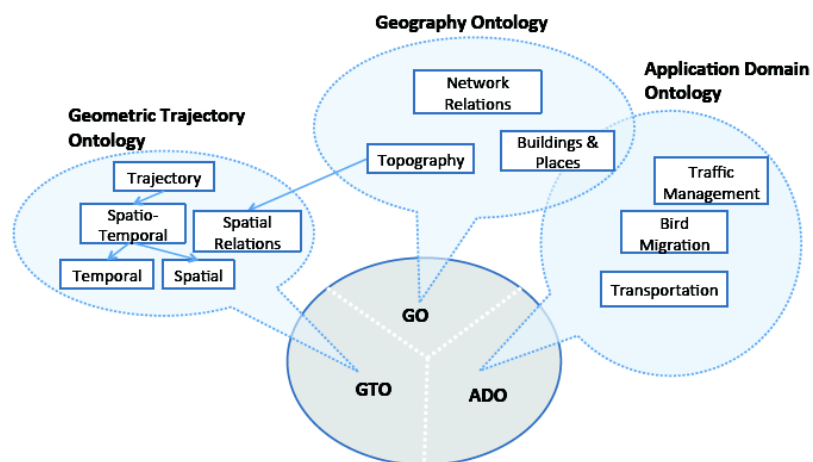 Geography Ontology
Network
Relations
Buildings &
Places
Topography
Application Domain
Ontology
Traffic
Management
Bird
Migration
Transportation
Geometric Trajectory
Ontology
Trajectory
Spatio-
Temporal
Spatial
Relations
Temporal
Spatial
GO
GTO
ADO